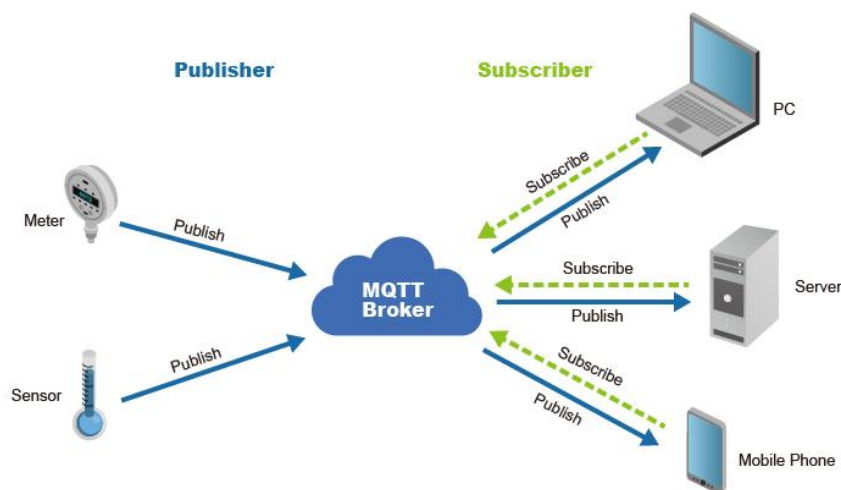 Publisher
Subscriber
PC
Subscribe
Publish
Meter
Publish
MQTT
Broker
Subscribe
Server
Publish
Sensor
Publish
Subscribe
Publish
Mobile Phone